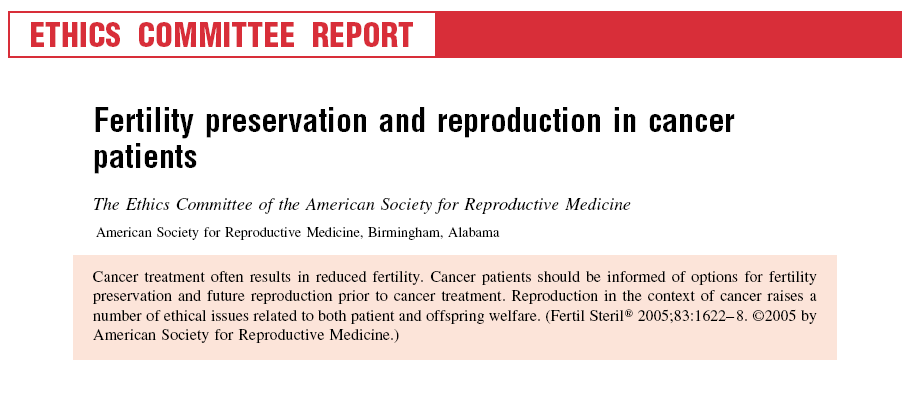 ETHICS COMMITTEE REPORT
Fertility preservation and reproduction in cancer
patients
The Ethics Committee of the American Society for Reproductive Medicine
American Society for Reproductive Medicine, Birmingham, Alabama
Cancer treatment often results in reduced fertility. Cancer patients should be informed of options for fertility
preservation and future reproduction prior to cancer treatment. Reproduction in the context of cancer raises a
number of ethical issues related to both patient and offspring welfare. (Fertil Steril® 2005;83:1622–8. ©2005 by
American Society for Reproductive Medicine.)